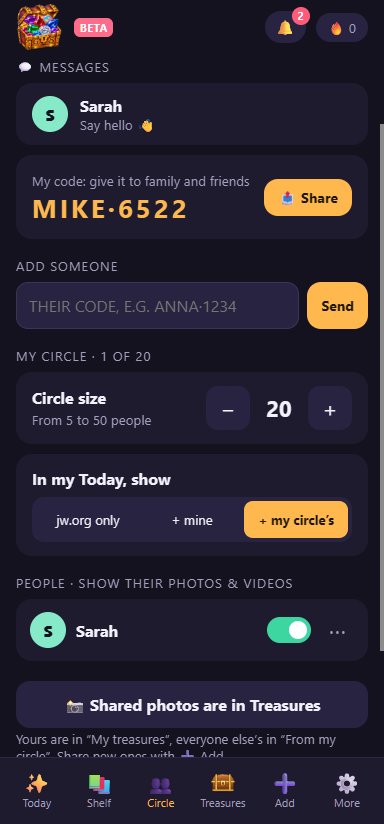 BETA
2
0
MESSAGES
S
Sarah
Say hello
My code: give it to family and friends
MIKE·6522
Share
ADD SOMEONE
THEIR CODE, E.G. ANNA·1234
Send
MY CIRCLE · 1 OF 20
Circle size
From 5 to 50 people
–
20
+
In my Today, show
jw.org only
+ mine
+ my circle's
PEOPLE · SHOW THEIR PHOTOS & VIDEOS
S
Sarah
...
Shared photos are in Treasures
Yours are in “My treasures”, everyone else’s in “From my
circle”. Share new ones with ➕ Add
Today
Shelf
Circle
Treasures
Add
More